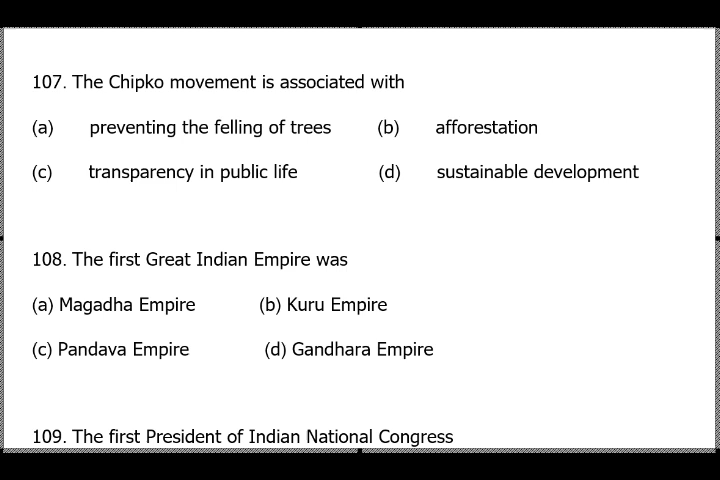 107. The Chipko movement is associated with
(a) preventing the felling of trees (b) afforestation
(c) transparency in public life (d) sustainable development
108. The first Great Indian Empire was
(a) Magadha Empire (b) Kuru Empire
(c) Pandava Empire (d) Gandhara Empire
109. The first President of Indian National Congress